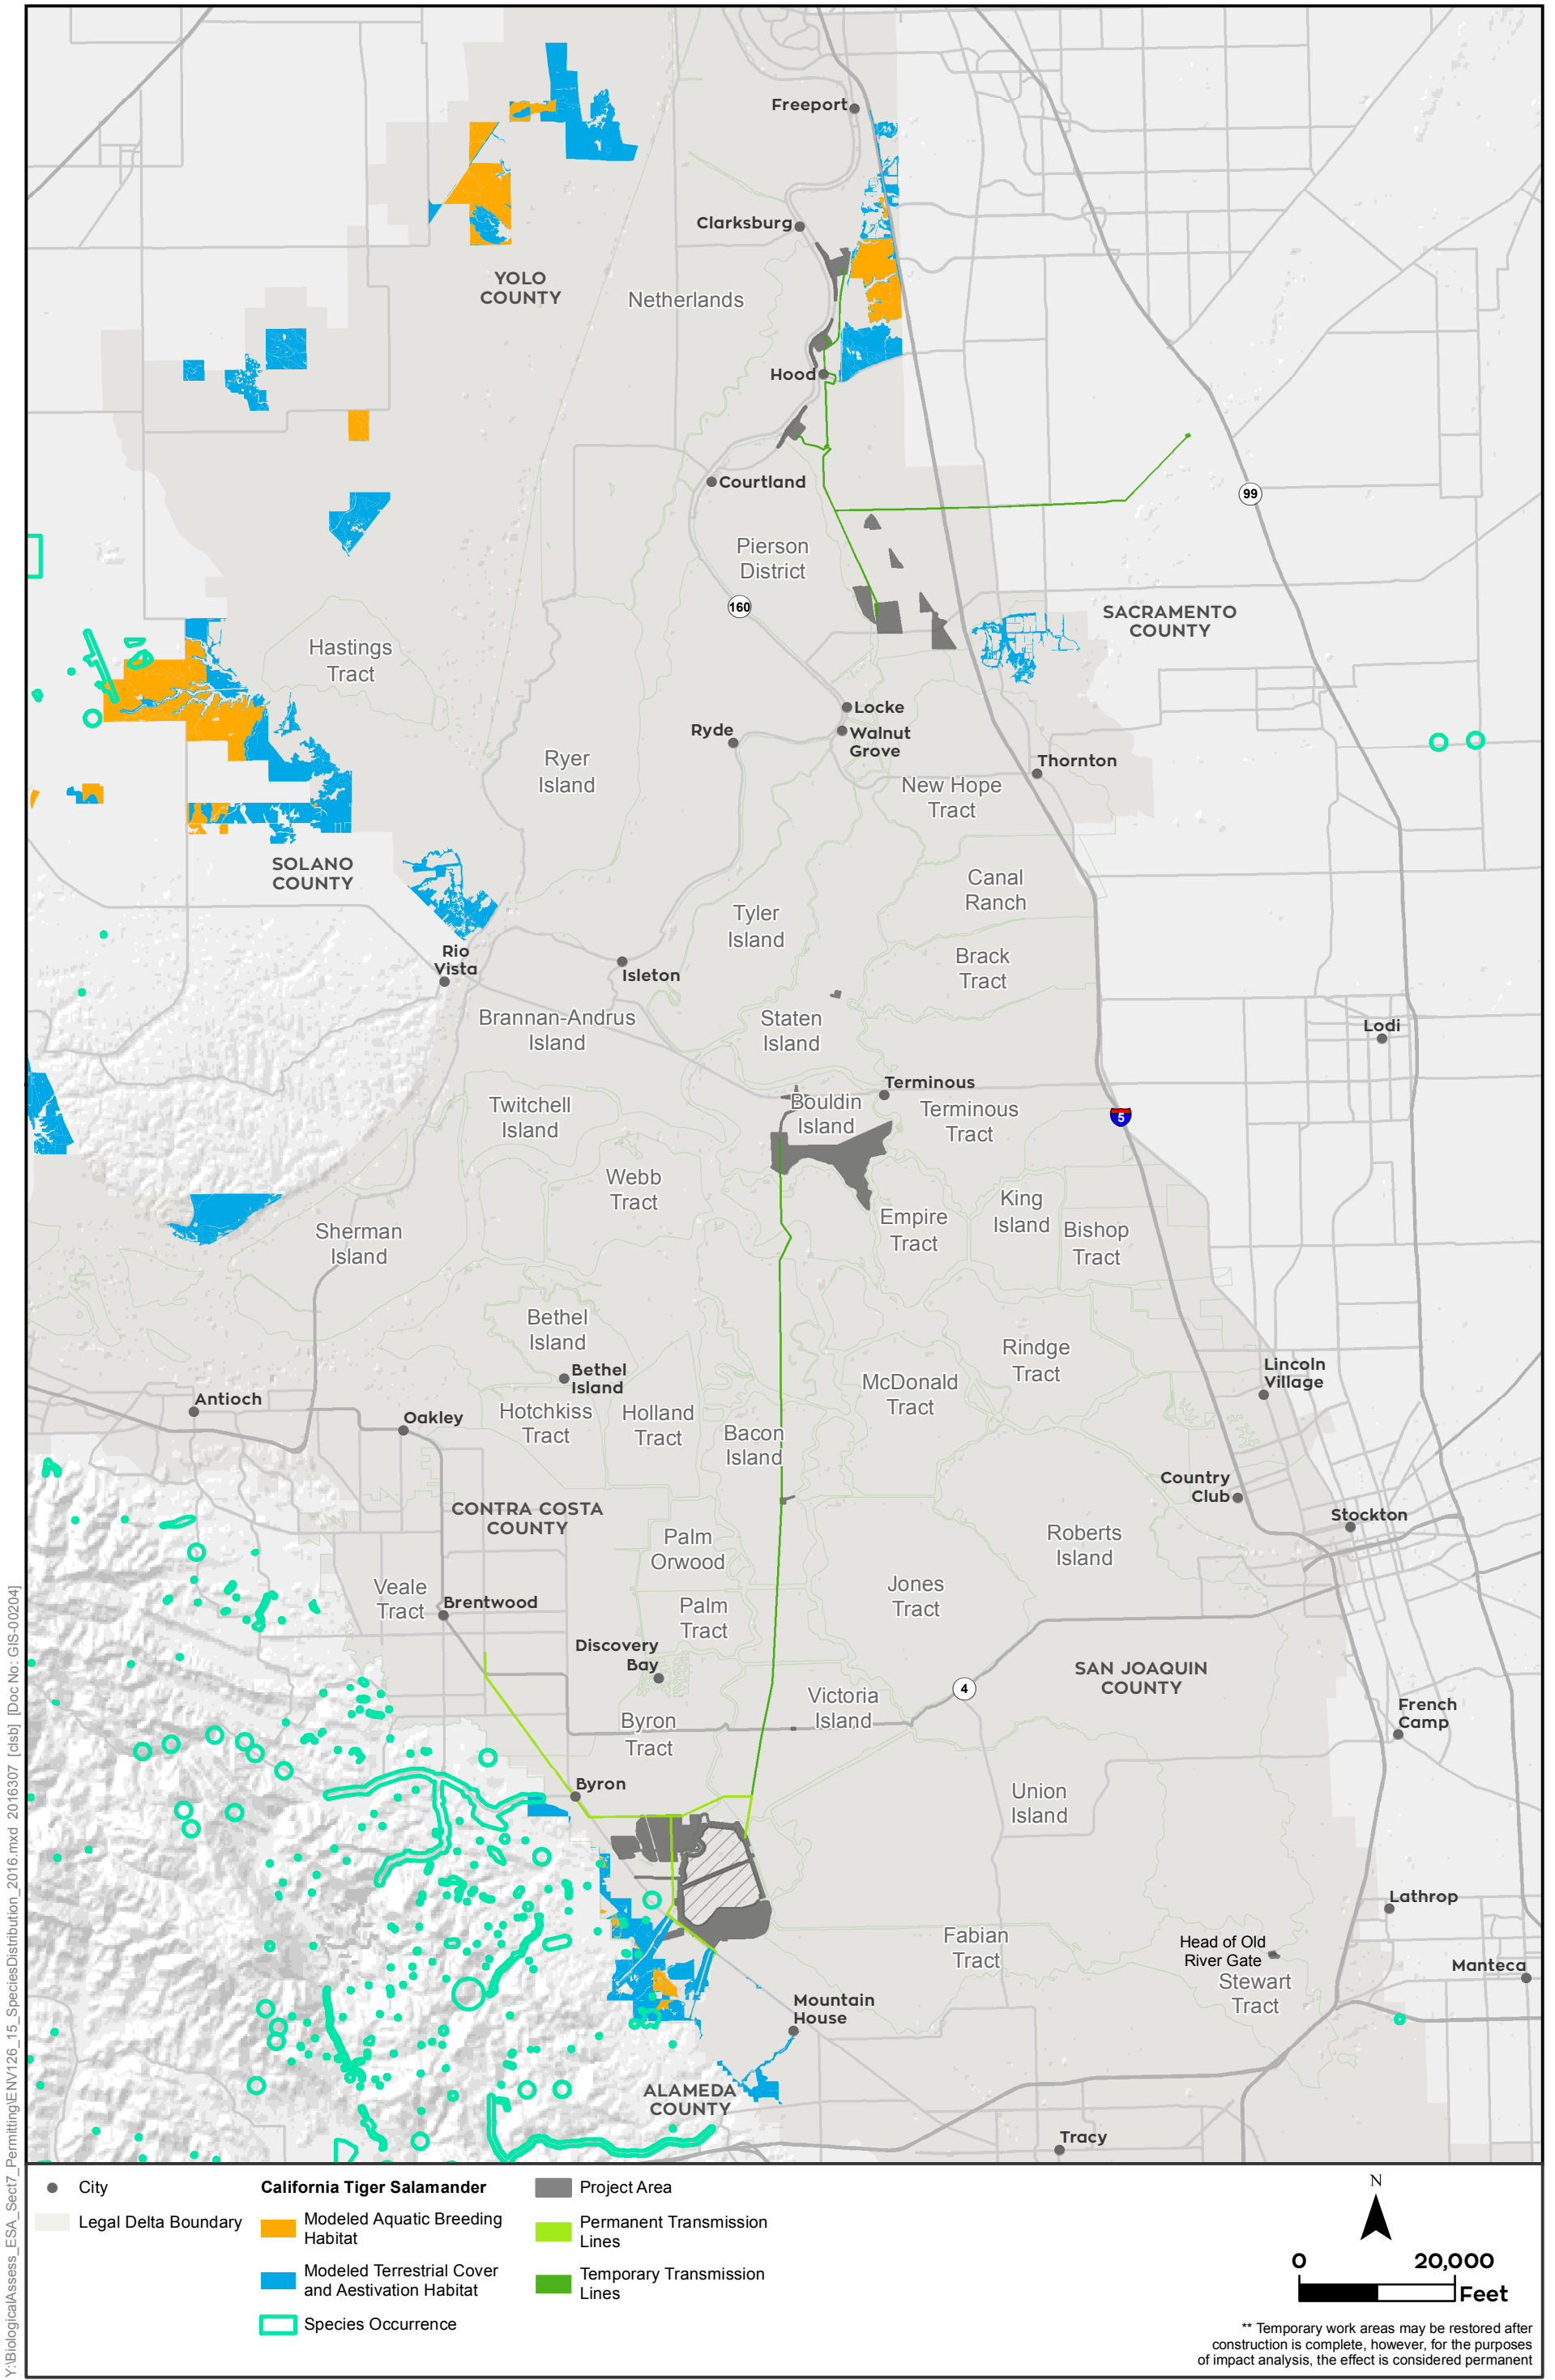 Freeport
Clarksburg
YOLO
COUNTY
Netherlands
Hood
Courtland
99
Pierson
District
160
SACRAMENTO
COUNTY
Hastings
Tract
Locke
Ryde
Walnut
Grove
Ryer
Island
Thornton
New Hope
Tract
SOLANO
COUNTY
Canal
Ranch
Tyler
Island
Rio
Vista
Isleton
Brack
Tract
Brannan-Andrus
Island
Staten
Island
Lodi
Terminous
Twitchell
Island
Bouldin
Island
Terminous
Tract
5
Webb
Tract
King
Island
Sherman
Island
Empire
Tract
Bishop
Tract
Bethel
Island
Rindge
Tract
Lincoln
Village
Bethel
Island
McDonald
Tract
Antioch
Oakley
Hotchkiss
Tract
Holland
Tract
Bacon
Island
Country
Club
CONTRA COSTA
COUNTY
Stockton
Palm
Orwood
Roberts
Island
Veale
Tract
Brentwood
Jones
Tract
Palm
Tract
Discovery
Bay
SAN JOAQUIN
COUNTY
4
Victoria
Island
French
Camp
Byron
Tract
Byron
Union
Island
Lathrop
Fabian
Tract
Head of Old
River Gate
Manteca
Stewart
Tract
Mountain
House
ALAMEDA
COUNTY
Tracy
City
Legal Delta Boundary
California Tiger Salamander
Modeled Aquatic Breeding
Habitat
Modeled Terrestrial Cover
and Aestivation Habitat
Species Occurrence
Project Area
Permanent Transmission
Lines
Temporary Transmission
Lines
N
0 20,000
Feet
** Temporary work areas may be restored after
construction is complete, however, for the purposes
of impact analysis, the effect is considered permanent
Y:\BiologicalAssess_ESA_Sect7_Permitting\ENV126_15_SpeciesDistribution_2016.mxd 2016307 [clsb] [Doc No: GIS-00204]